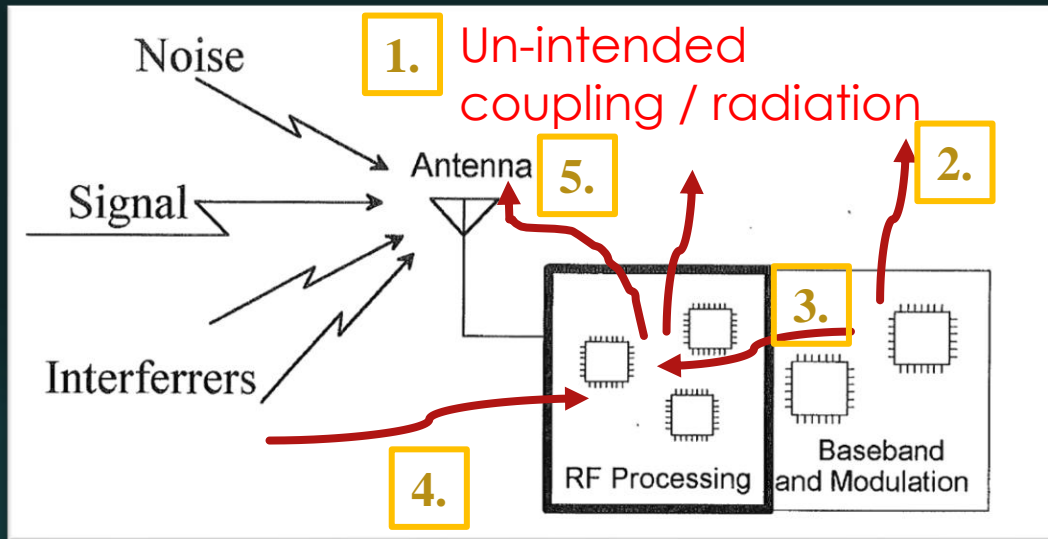 Noise
1.
Un-intended
coupling / radiation
2.
Antenna
5.
Signal
3.
Interferrers
4.
RF Processing
Baseband
and Modulation